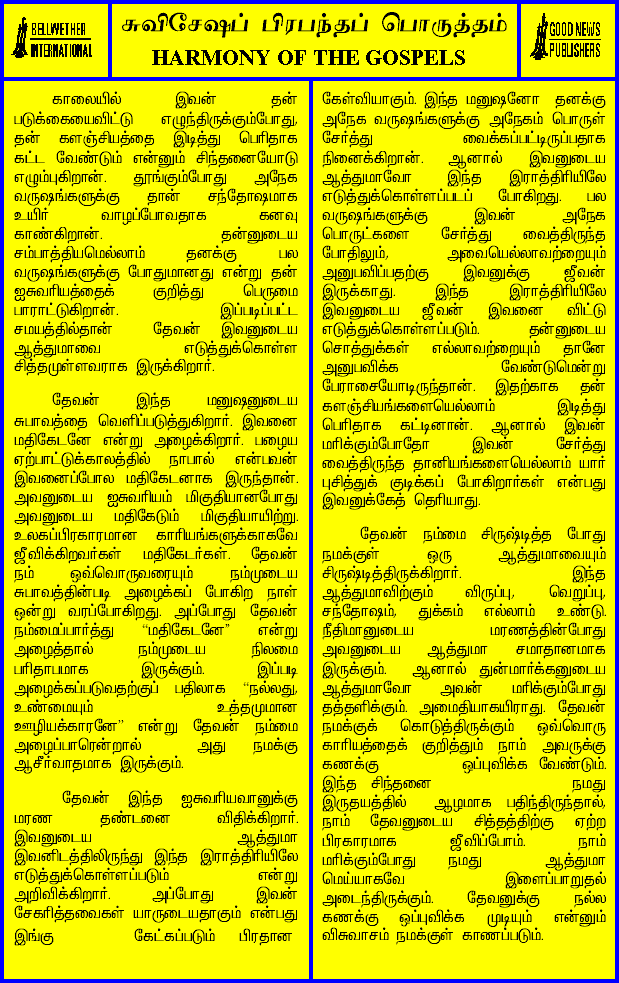 BELLWETHER
INTERNATIONAL
சுவிசேஷப் பிரபந்தப் பொருத்தம்
HARMONY OF THE GOSPELS
GOOD NEWS
PUBLISHERS
காலையில் இவன் தன்
படுக்கையைவிட்டு எழுந்திருக்கும்போது,
தன் களஞ்சியத்தை இடித்து பெரிதாக
கட்ட வேண்டும் என்னும் சிந்தனையோடு
எழும்புகிறான். தூங்கும்போது அநேக
வருஷங்களுக்கு தான் சந்தோஷமாக
உயிர் வாழப்போவதாக கனவு
காண்கிறான். தன்னுடைய
சம்பாத்தியமெல்லாம் தனக்கு பல
வருஷங்களுக்கு போதுமானது என்று தன்
ஐசுவரியத்தைக் குறித்து பெருமை
பாராட்டுகிறான். இப்படிப்பட்ட
சமயத்தில்தான் தேவன் இவனுடைய
ஆத்துமாவை எடுத்துக்கொள்ள
சித்தமுள்ளவராக இருக்கிறார்.
தேவன் இந்த மனுஷனுடைய
சுபாவத்தை வெளிப்படுத்துகிறார். இவனை
மதிகேடனே என்று அழைக்கிறார். பழைய
ஏற்பாட்டுக்காலத்தில் நாபால் என்பவன்
இவனைப்போல மதிகேடனாக இருந்தான்.
அவனுடைய ஐசுவரியம் மிகுதியானபோது
அவனுடைய மதிகேடும் மிகுதியாயிற்று.
உலகப்பிரகாரமான காரியங்களுக்காகவே
ஜீவிக்கிறவர்கள் மதிகேடர்கள். தேவன்
நம் ஒவ்வொருவரையும் நம்முடைய
சுபாவத்தின்படி அழைக்கப் போகிற நாள்
ஒன்று வரப்போகிறது. அப்போது தேவன்
நம்மைப்பார்த்து “மதிகேடனே” என்று
அழைத்தால் நம்முடைய நிலமை
பரிதாபமாக இருக்கும். இப்படி
அழைக்கப்படுவதற்குப் பதிலாக “நல்லது,
உண்மையும் உத்தமுமான
ஊழியக்காரனே” என்று தேவன் நம்மை
அழைப்பாரென்றால் அது நமக்கு
ஆசீர்வாதமாக இருக்கும்.
தேவன் இந்த ஐசுவரியவானுக்கு
மரண தண்டனை விதிக்கிறார்.
இவனுடைய ஆத்துமா
இவனிடத்திலிருந்து இந்த இராத்திரியிலே
எடுத்துக்கொள்ளப்படும் என்று
அறிவிக்கிறார். அப்போது இவன்
சேகரித்தவைகள் யாருடையதாகும் என்பது
இங்கு கேட்கப்படும் பிரதான
கேள்வியாகும். இந்த மனுஷனோ தனக்கு
அநேக வருஷங்களுக்கு அநேகம் பொருள்
சேர்த்து வைக்கப்பட்டிருப்பதாக
நினைக்கிறான். ஆனால் இவனுடைய
ஆத்துமாவோ இந்த இராத்திரியிலே
எடுத்துக்கொள்ளப்படப் போகிறது. பல
வருஷங்களுக்கு இவன் அநேக
பொருட்களை சேர்த்து வைத்திருந்த
போதிலும், அவையெல்லாவற்றையும்
அனுபவிப்பதற்கு இவனுக்கு ஜீவன்
இருக்காது. இந்த இராத்திரியிலே
இவனுடைய ஜீவன் இவனை விட்டு
எடுத்துக்கொள்ளப்படும். தன்னுடைய
சொத்துக்கள் எல்லாவற்றையும் தானே
அனுபவிக்க வேண்டுமென்று
பேராசையோடிருந்தான். இதற்காக தன்
களஞ்சியங்களையெல்லாம் இடித்து
பெரிதாக கட்டினான். ஆனால் இவன்
மரிக்கும்போதோ இவன் சேர்த்து
வைத்திருந்த தானியங்களையெல்லாம் யார்
புசித்துக் குடிக்கப் போகிறார்கள் என்பது
இவனுக்கேத் தெரியாது.
தேவன் நம்மை சிருஷ்டித்த போது
நமக்குள் ஒரு ஆத்துமாவையும்
சிருஷ்டித்திருக்கிறார். இந்த
ஆத்துமாவிற்கும் விருப்பு, வெறுப்பு,
சந்தோஷம், துக்கம் எல்லாம் உண்டு.
நீதிமானுடைய மரணத்தின்போது
அவனுடைய ஆத்துமா சமாதானமாக
இருக்கும். ஆனால் துன்மார்க்கனுடைய
ஆத்துமாவோ அவன் மரிக்கும்போது
தத்தளிக்கும். அமைதியாகயிராது. தேவன்
நமக்குக் கொடுத்திருக்கும் ஒவ்வொரு
காரியத்தைக் குறித்தும் நாம் அவருக்கு
கணக்கு ஒப்புவிக்க வேண்டும்.
இந்த சிந்தனை நமது
இருதயத்தில் ஆழமாக பதிந்திருந்தால்,
நாம் தேவனுடைய சித்தத்திற்கு ஏற்ற
பிரகாரமாக ஜீவிப்போம். நாம்
மரிக்கும்போது நமது ஆத்துமா
மெய்யாகவே இளைப்பாறுதல்
அடைந்திருக்கும். தேவனுக்கு நல்ல
கணக்கு ஒப்புவிக்க முடியும் என்னும்
விசுவாசம் நமக்குள் காணப்படும்.